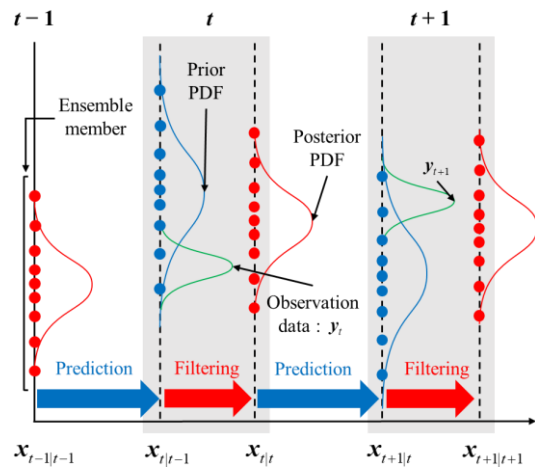 t−1
t
t+1
Ensemble
member
Prior
PDF
Posterior
PDF
y_{t+1}
Observation
data : y_t
Prediction
Filtering
Prediction
Filtering
x_{t−1|t−1}
x_{t|t−1}
x_{t|t}
x_{t+1|t}
x_{t+1|t+1}